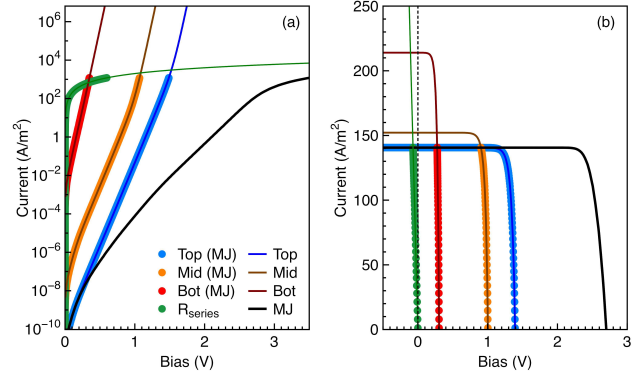 (a)
10^6
10^4
10^2
1
10^−2
10^−4
10^−6
10^−8
10^−10
Current (A/m^2)
0 1 2 3
Bias (V)
Top (MJ) Top
Mid (MJ) Mid
Bot (MJ) Bot
R_series MJ
(b)
250
200
150
100
50
0
Current (A/m^2)
0 1 2 3
Bias (V)